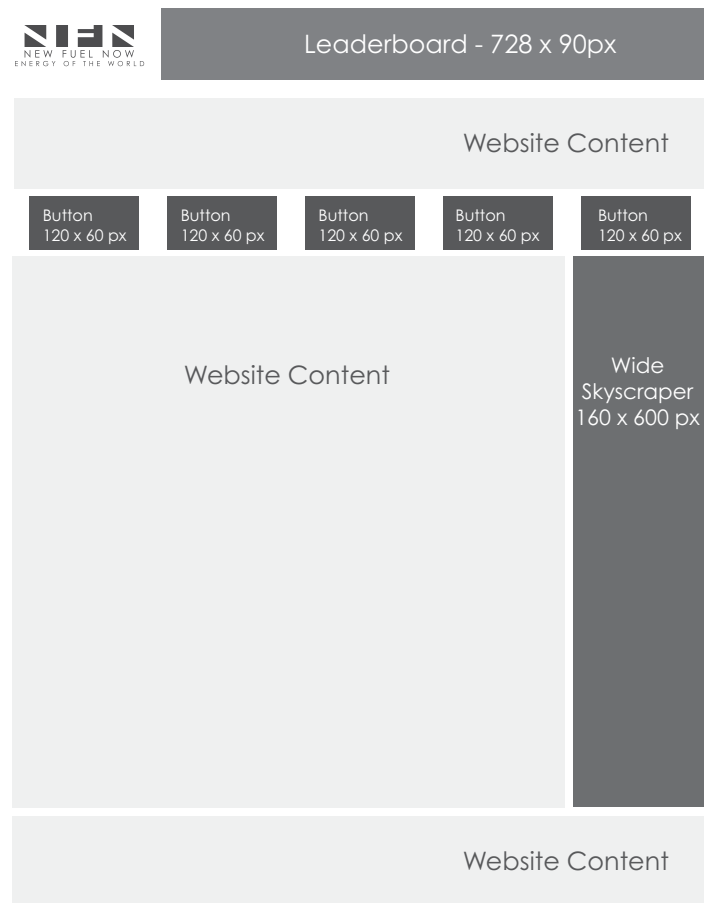 NFN
NEW FUEL NOW
ENERGY OF THE WORLD
Leaderboard - 728 x 90px
Website Content
Button
120 x 60 px
Button
120 x 60 px
Button
120 x 60 px
Button
120 x 60 px
Button
120 x 60 px
Website Content
Wide
Skyscraper
160 x 600 px
Website Content